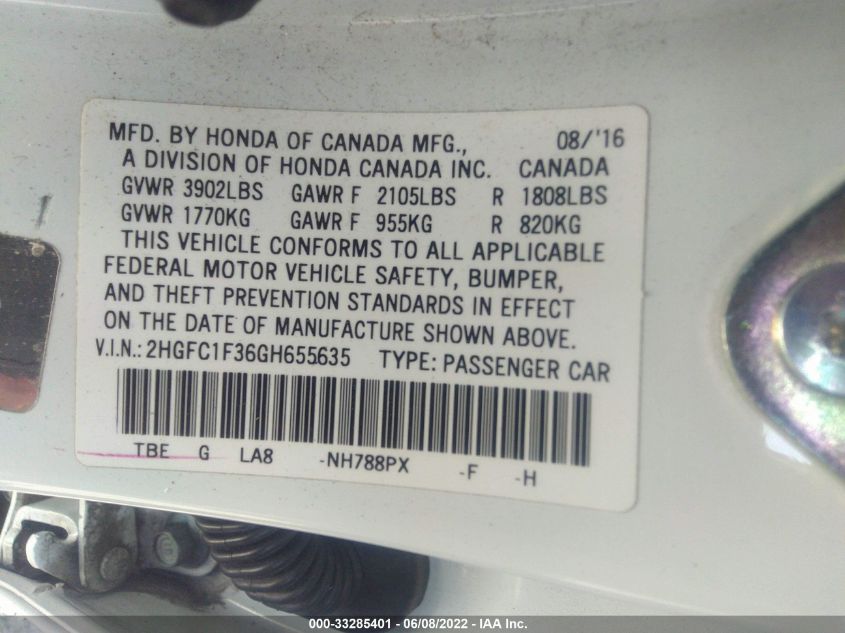 MFD. BY HONDA OF CANADA MFG., 08/'16
A DIVISION OF HONDA CANADA INC. CANADA
GVWR 3902LBS GAWR F 2105LBS R 1808LBS
GVWR 1770KG GAWR F 955KG R 820KG
THIS VEHICLE CONFORMS TO ALL APPLICABLE
FEDERAL MOTOR VEHICLE SAFETY, BUMPER,
AND THEFT PREVENTION STANDARDS IN EFFECT
ON THE DATE OF MANUFACTURE SHOWN ABOVE.
V.I.N.: 2HGFC1F36GH655635 TYPE: PASSENGER CAR
TBE G LA8 -NH788PX -F -H
000-33285401 - 06/08/2022 - IAA Inc.